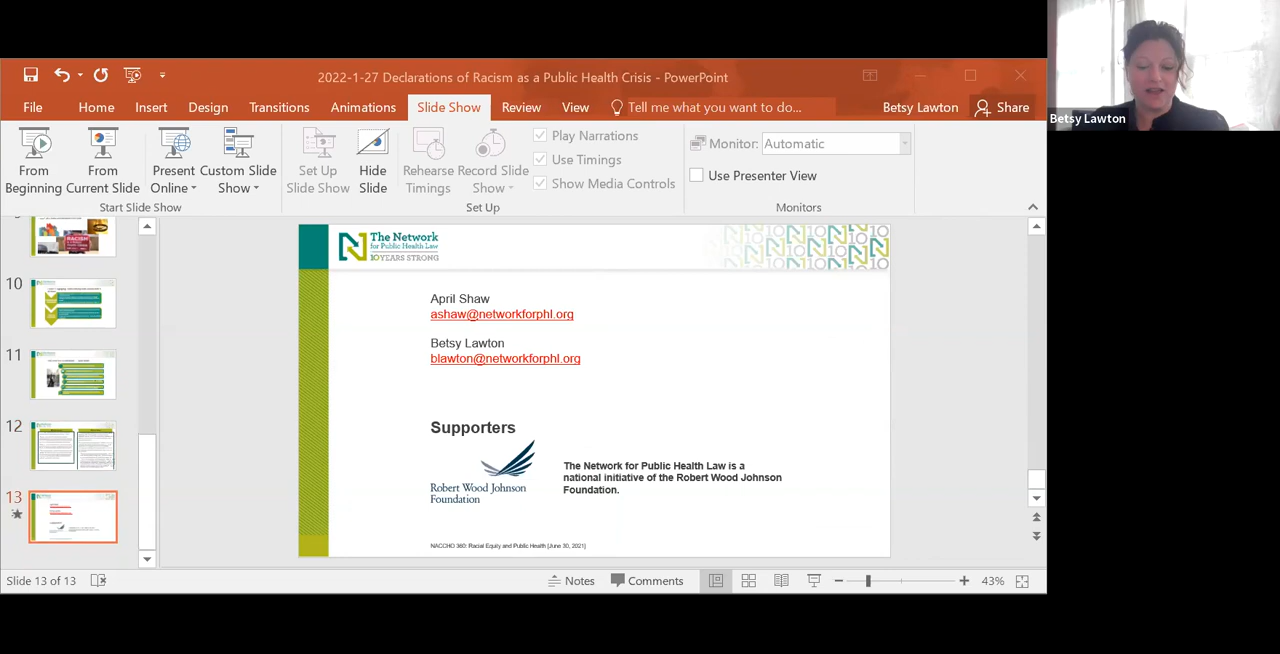 2022-1-27 Declarations of Racism as a Public Health Crisis - PowerPoint
File Home Insert Design Transitions Animations Slide Show Review View Tell me what you want to do... Betsy Lawton Share
From Beginning
From Current Slide
Present Online
Custom Slide Show
Start Slide Show
Set Up Slide Show
Hide Slide
Rehearse Timings
Record Slide Show
Play Narrations
Use Timings
Show Media Controls
Set Up
Monitor: Automatic
Use Presenter View
Monitors
Betsy Lawton
RACISM
10
11
12
13
The Network
for Public Health Law
10 YEARS STRONG
April Shaw
ashaw@networkforphl.org
Betsy Lawton
blawton@networkforphl.org
Supporters
Robert Wood Johnson
Foundation
The Network for Public Health Law is a
national initiative of the Robert Wood Johnson
Foundation.
NACCHO 360: Racial Equity and Public Health [June 30, 2021]
Slide 13 of 13 Notes Comments 43%